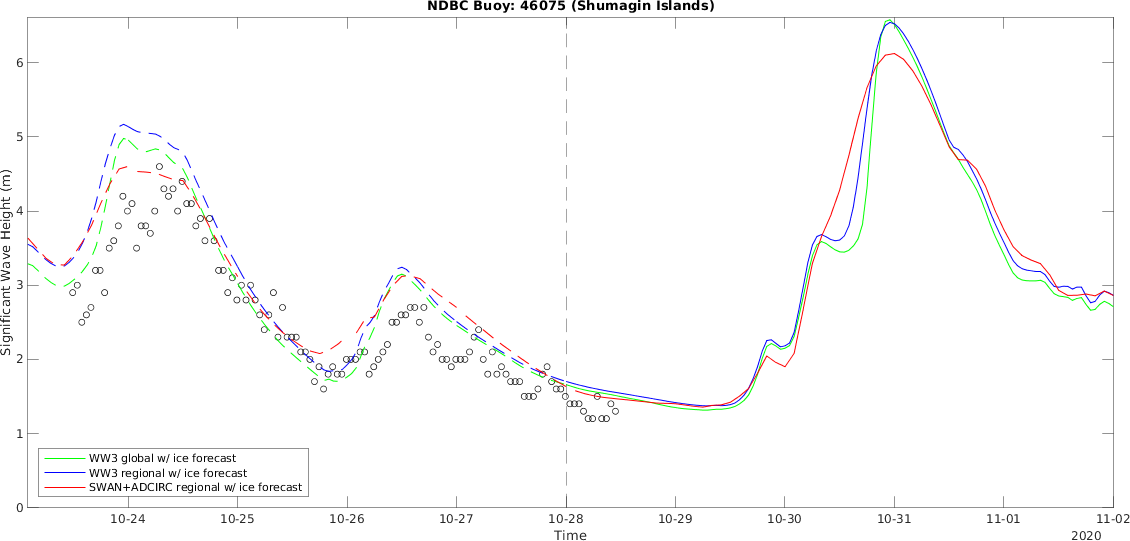 NDBC Buoy: 46075 (Shumagin Islands)
Significant Wave Height (m)
6
5
4
3
2
1
0
WW3 global w/ ice forecast
WW3 regional w/ ice forecast
SWAN+ADCIRC regional w/ ice forecast
10-24 10-25 10-26 10-27 10-28 10-29 10-30 10-31 11-01 11-02
Time
2020